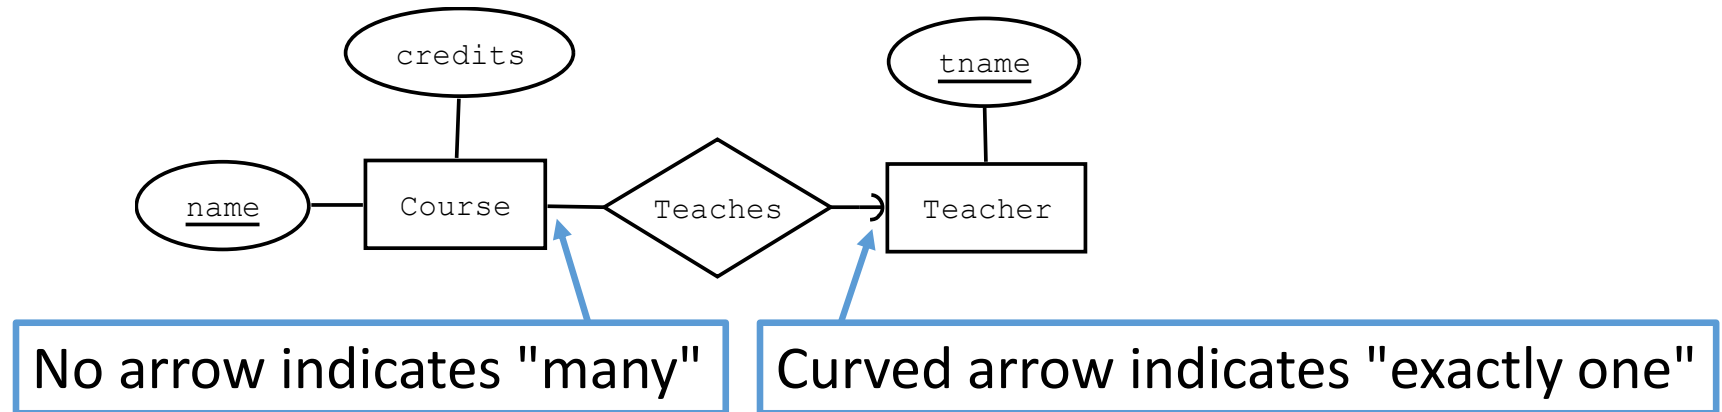 credits
tname
name
Course
Teaches
Teacher
No arrow indicates "many"
Curved arrow indicates "exactly one"